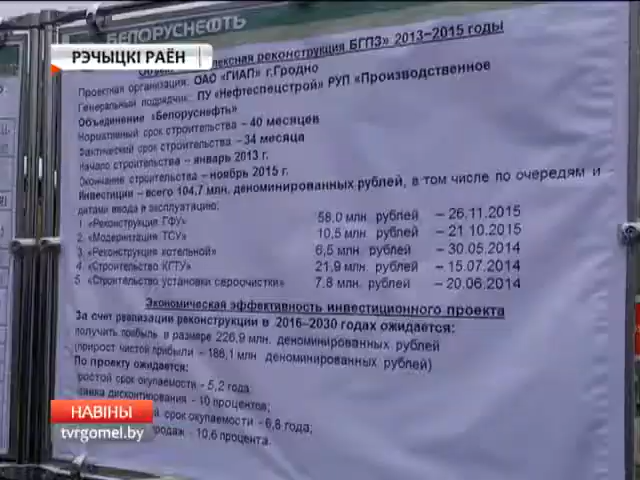 БЕЛОРУСНЕФТЬ
РЭЧЫЦКІ РАЁН
реконструкция БГПЗ» 2013-2015 годы
Проектная организация: ОАО «ГИАП» г.Гродно
Генеральный подрядчик: ПУ «Нефтеспецстрой» РУП «Производственное
Объединение «Белоруснефть»
Нормативный срок строительства – 40 месяцев
Фактический срок строительства – 34 месяца
Начало строительства – январь 2013 г.
Окончание строительства – ноябрь 2015 г.
Инвестиции – всего 104,7 млн. деноминированных рублей, в том числе по очередям и
датами ввода в эксплуатацию:
1 «Реконструкция ГФУ» 58,0 млн. рублей – 26.11.2015
2 «Модернизация ТСУ» 10,5 млн. рублей – 21.10.2015
3 «Реконструкция котельной» 6,5 млн. рублей – 30.05.2014
4 «Строительство КГТУ» 21,9 млн. рублей – 15.07.2014
5 «Строительство установки сероочистки» 7,8 млн. рублей – 20.06.2014
Экономическая эффективность инвестиционного проекта
За счет реализации реконструкции в 2016-2030 годах ожидается:
получить прибыль в размере 226,9 млн. деноминированных рублей
(прирост чистой прибыли - 186,1 млн. деноминированных рублей)
По проекту ожидается:
простой срок окупаемости - 5,2 года
дисконтирования - 10 процентов;
срок окупаемости - 6,8 года;
- 10,6 процента.
НАВІНЫ
tvrgomel.by